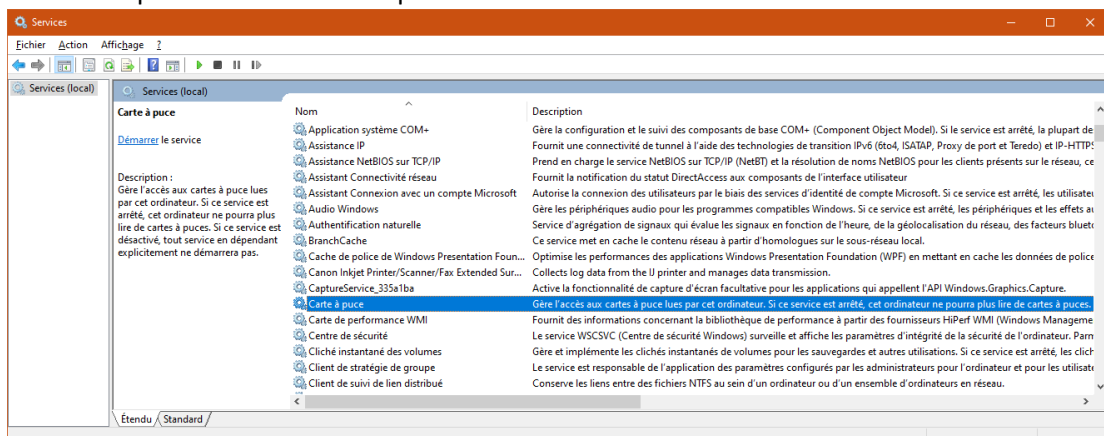 Services
Fichier Action Affichage ?
Services (local)
Services (local)
Carte à puce
Démarrer le service
Description :
Gère l'accès aux cartes à puce lues
par cet ordinateur. Si ce service est
arrêté, cet ordinateur ne pourra plus
lire de cartes à puces. Si ce service est
désactivé, tout service en dépendant
explicitement ne démarrera pas.
Nom Description
Application système COM+ Gère la configuration et le suivi des composants de base COM+ (Component Object Model). Si le service est arrêté, la plupart de
Assistance IP Fournit une connectivité de tunnel à l'aide des technologies de transition IPv6 (6to4, ISATAP, Proxy de port et Teredo) et IP-HTTPS
Assistance NetBIOS sur TCP/IP Prend en charge le service NetBIOS sur TCP/IP (NetBT) et la résolution de noms NetBIOS pour les clients présents sur le réseau, ce
Assistant Connectivité réseau Fournit la notification du statut DirectAccess aux composants de l'interface utilisateur
Assistant Connexion avec un compte Microsoft Autorise la connexion des utilisateurs par le biais des services d'identité de compte Microsoft. Si ce service est arrêté, les utilisateu
Audio Windows Gère les périphériques audio pour les programmes compatibles Windows. Si ce service est arrêté, les périphériques et les effets au
Authentification naturelle Service d'agrégation de signaux qui évalue les signaux en fonction de l'heure, de la géolocalisation du réseau, des facteurs blueto
BranchCache Ce service met en cache le contenu réseau à partir d'homologues sur le sous-réseau local.
Cache de police de Windows Presentation Foun... Optimise les performances des applications Windows Presentation Foundation (WPF) en mettant en cache les données de police
Canon Inkjet Printer/Scanner/Fax Extended Sur... Collects log data from the IJ printer and manages data transmission.
CaptureService_335a1ba Active la fonctionnalité de capture d'écran facultative pour les applications qui appellent l'API Windows.Graphics.Capture.
Carte à puce Gère l'accès aux cartes à puce lues par cet ordinateur. Si ce service est arrêté, cet ordinateur ne pourra plus lire de cartes à puces.
Carte de performance WMI Fournit des informations concernant la bibliothèque de performance à partir des fournisseurs HiPerf WMI (Windows Manageme
Centre de sécurité Le service WSCSVC (Centre de sécurité Windows) surveille et affiche les paramètres d'intégrité de la sécurité de l'ordinateur. Parm
Cliché instantané des volumes Gère et implémente les clichés instantanés de volumes pour les sauvegardes et autres utilisations. Si ce service est arrêté, les clich
Client de stratégie de groupe Le service est responsable de l'application des paramètres configurés par les administrateurs pour l'ordinateur et pour les utilisate
Client de suivi de lien distribué Conserve les liens entre des fichiers NTFS au sein d'un ordinateur ou d'un ensemble d'ordinateurs en réseau.
Étendu Standard